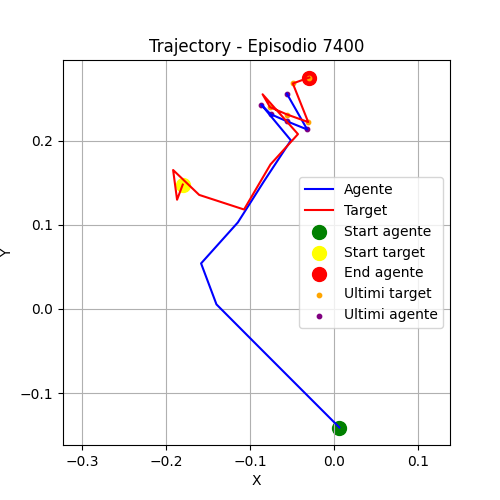 Trajectory - Episodio 7400
Y
0.2
0.1
0.0
−0.1
−0.3
−0.2
−0.1
0.0
0.1
X
Agente
Target
Start agente
Start target
End agente
Ultimi target
Ultimi agente